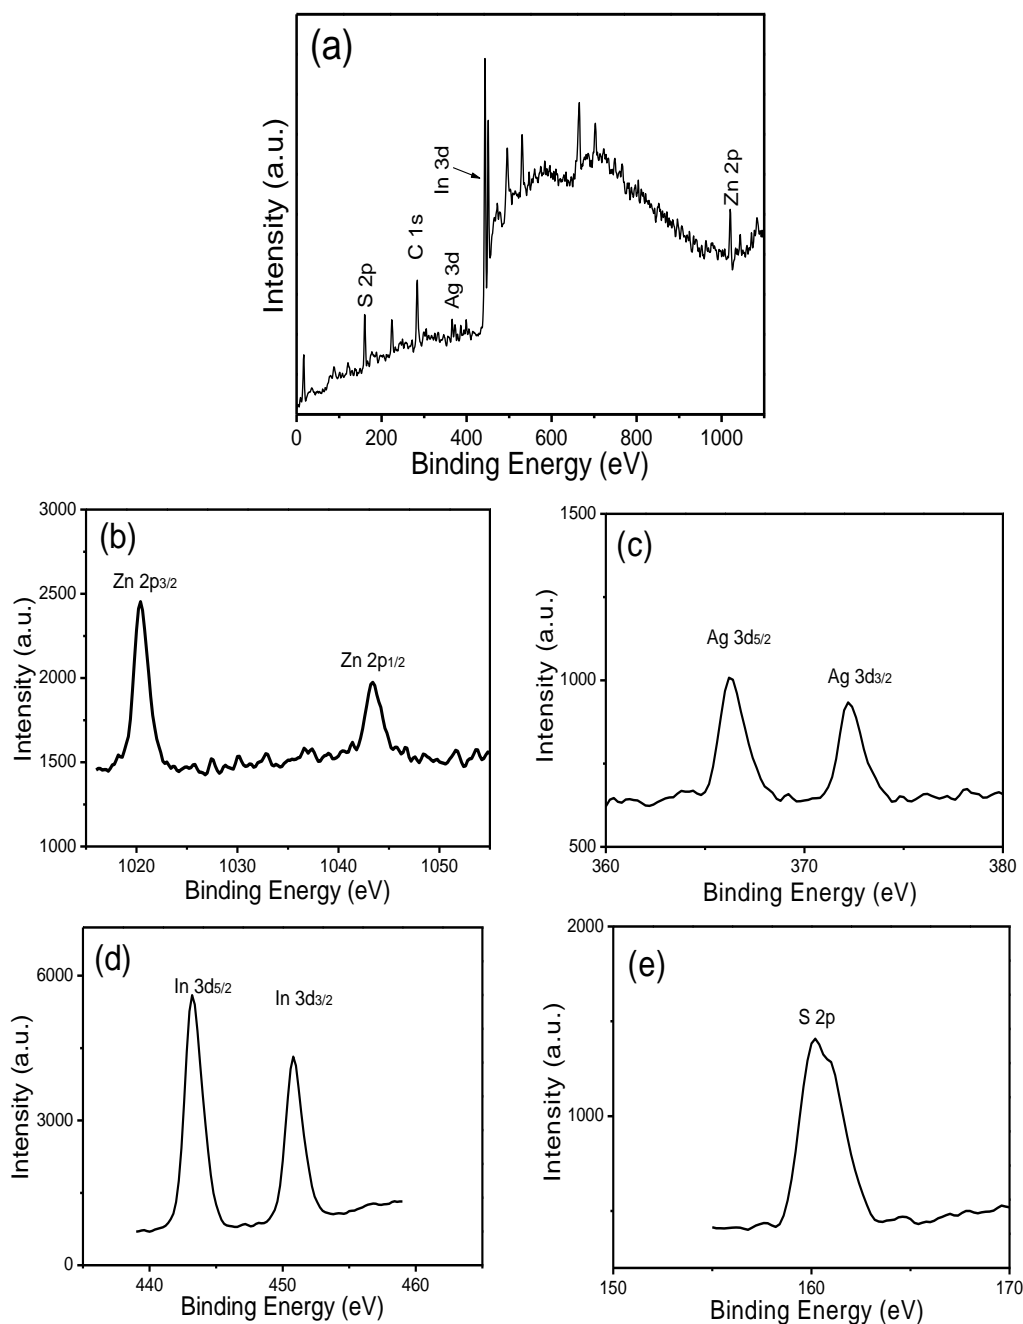 (a)
Intensity (a.u.)
S 2p
C 1s
Ag 3d
In 3d
Zn 2p
0 200 400 600 800 1000
Binding Energy (eV)
(b)
3000
2500
2000
1500
1000
Intensity (a.u.)
Zn 2p3/2
Zn 2p1/2
1020 1030 1040 1050
Binding Energy (eV)
(c)
1500
1000
500
Intensity (a.u.)
Ag 3d5/2
Ag 3d3/2
360 370 380
Binding Energy (eV)
(d)
6000
3000
0
Intensity (a.u.)
In 3d5/2
In 3d3/2
440 450 460
Binding Energy (eV)
(e)
2000
1000
Intensity (a.u.)
S 2p
150 160 170
Binding Energy (eV)